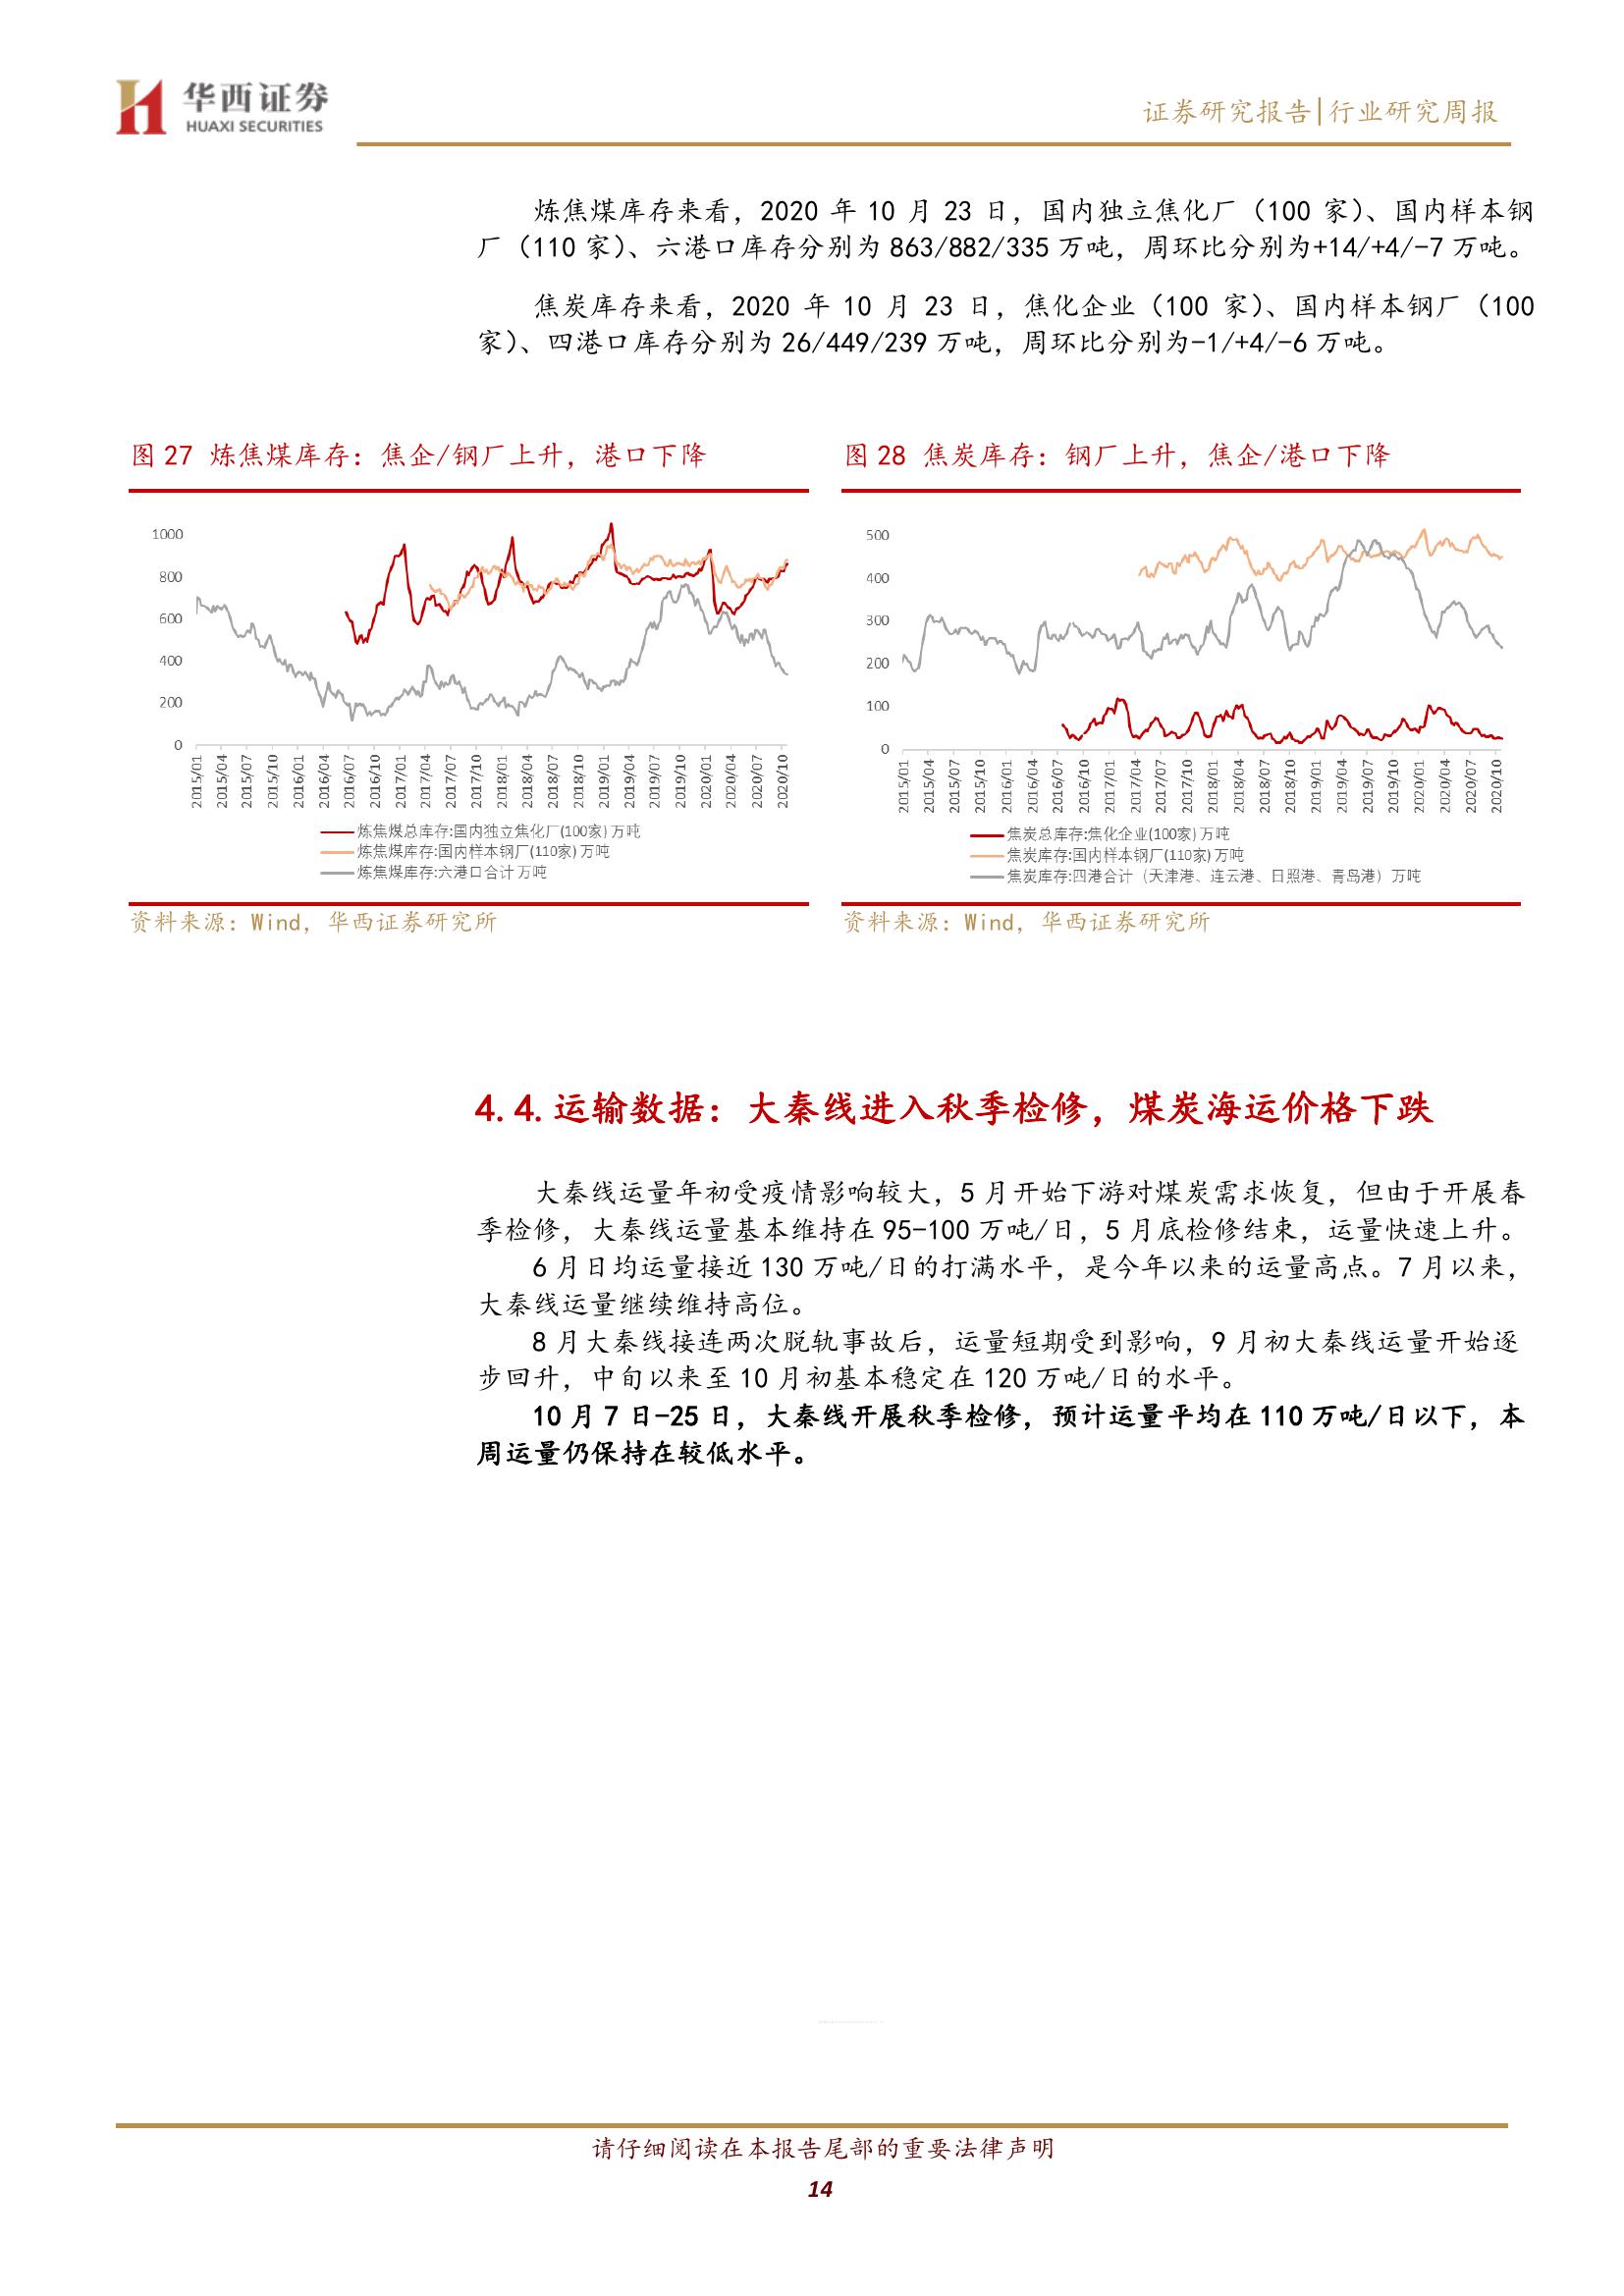 华西证券
HUAXI SECURITIES
证券研究报告|行业研究周报
炼焦煤库存来看，2020 年 10 月 23 日，国内独立焦化厂（100 家）、国内样本钢
厂（110 家）、六港口库存分别为 863/882/335 万吨，周环比分别为+14/+4/-7 万吨。
焦炭库存来看，2020 年 10 月 23 日，焦化企业（100 家）、国内样本钢厂（100
家）、四港口库存分别为 26/449/239 万吨，周环比分别为-1/+4/-6 万吨。
图 27 炼焦煤库存：焦企/钢厂上升，港口下降
1000
800
600
400
200
0
2015/01 2015/04 2015/07 2015/10 2016/01 2016/04 2016/07 2016/10 2017/01 2017/04 2017/07 2017/10 2018/01 2018/04 2018/07 2018/10 2019/01 2019/04 2019/07 2019/10 2020/01 2020/04 2020/07 2020/10
炼焦煤总库存:国内独立焦化厂(100家) 万吨
炼焦煤库存:国内样本钢厂(110家) 万吨
炼焦煤库存:六港口合计 万吨
资料来源：Wind，华西证券研究所
图 28 焦炭库存：钢厂上升，焦企/港口下降
500
400
300
200
100
0
2015/01 2015/04 2015/07 2015/10 2016/01 2016/04 2016/07 2016/10 2017/01 2017/04 2017/07 2017/10 2018/01 2018/04 2018/07 2018/10 2019/01 2019/04 2019/07 2019/10 2020/01 2020/04 2020/07 2020/10
焦炭总库存:焦化企业(100家) 万吨
焦炭库存:国内样本钢厂(110家) 万吨
焦炭库存:四港合计（天津港、连云港、日照港、青岛港）万吨
资料来源：Wind，华西证券研究所
4.4.运输数据：大秦线进入秋季检修，煤炭海运价格下跌
大秦线运量年初受疫情影响较大，5 月开始下游对煤炭需求恢复，但由于开展春
季检修，大秦线运量基本维持在 95-100 万吨/日，5 月底检修结束，运量快速上升。
6 月日均运量接近 130 万吨/日的打满水平，是今年以来的运量高点。7 月以来，
大秦线运量继续维持高位。
8 月大秦线接连两次脱轨事故后，运量短期受到影响，9 月初大秦线运量开始逐
步回升，中旬以来至 10 月初基本稳定在 120 万吨/日的水平。
10 月 7 日-25 日，大秦线开展秋季检修，预计运量平均在 110 万吨/日以下，本
周运量仍保持在较低水平。
请仔细阅读在本报告尾部的重要法律声明
14